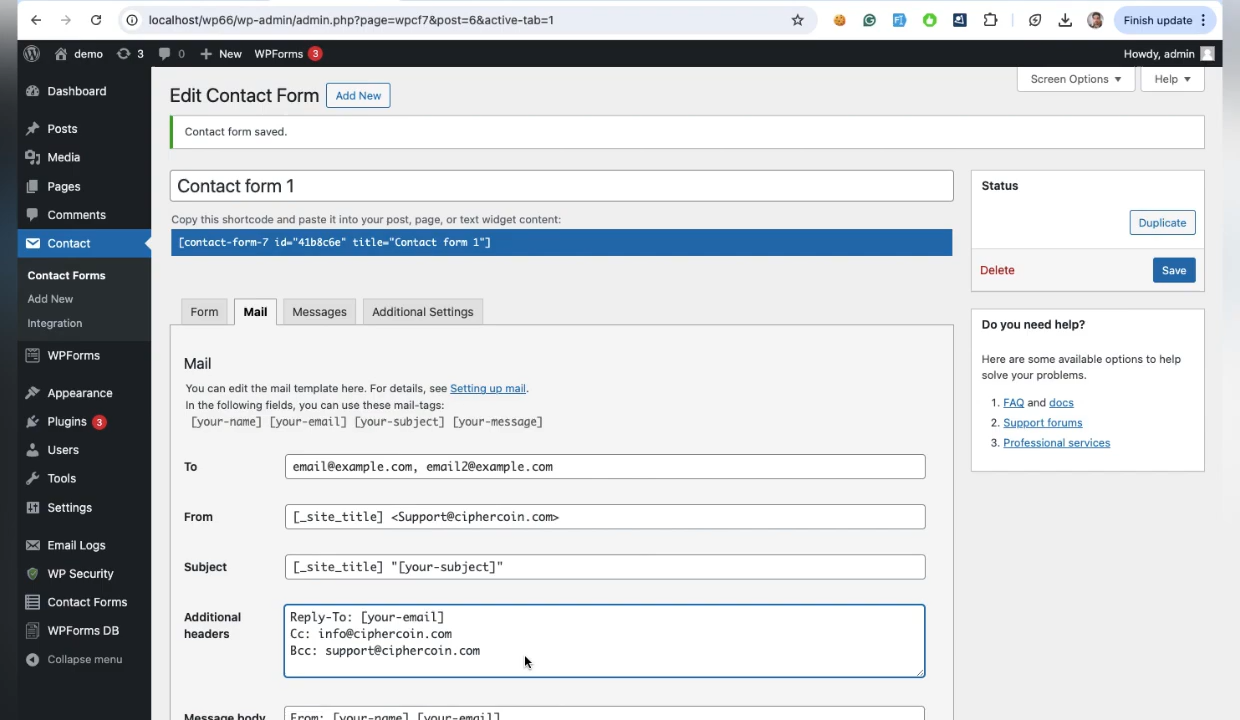 localhost/wp66/wp-admin/admin.php?page=wpcf7&post=6&active-tab=1
Finish update
demo 3 0 New WPForms 3
Howdy, admin
Screen Options Help
Dashboard
Posts
Media
Pages
Comments
Contact
Contact Forms
Add New
Integration
WPForms
Appearance
Plugins 3
Users
Tools
Settings
Email Logs
WP Security
Contact Forms
WPForms DB
Collapse menu
Edit Contact Form Add New
Contact form saved.
Contact form 1
Copy this shortcode and paste it into your post, page, or text widget content:
[contact-form-7 id="41b8c6e" title="Contact form 1"]
Form Mail Messages Additional Settings
Mail
You can edit the mail template here. For details, see Setting up mail.
In the following fields, you can use these mail-tags:
[your-name] [your-email] [your-subject] [your-message]
To email@example.com, email2@example.com
From [_site_title] <Support@ciphercoin.com>
Subject [_site_title] "[your-subject]"
Additional
headers
Reply-To: [your-email]
Cc: info@ciphercoin.com
Bcc: support@ciphercoin.com
Message body From: [your-name] [your-email]
Status
Duplicate
Delete Save
Do you need help?
Here are some available options to help
solve your problems.
1. FAQ and docs
2. Support forums
3. Professional services